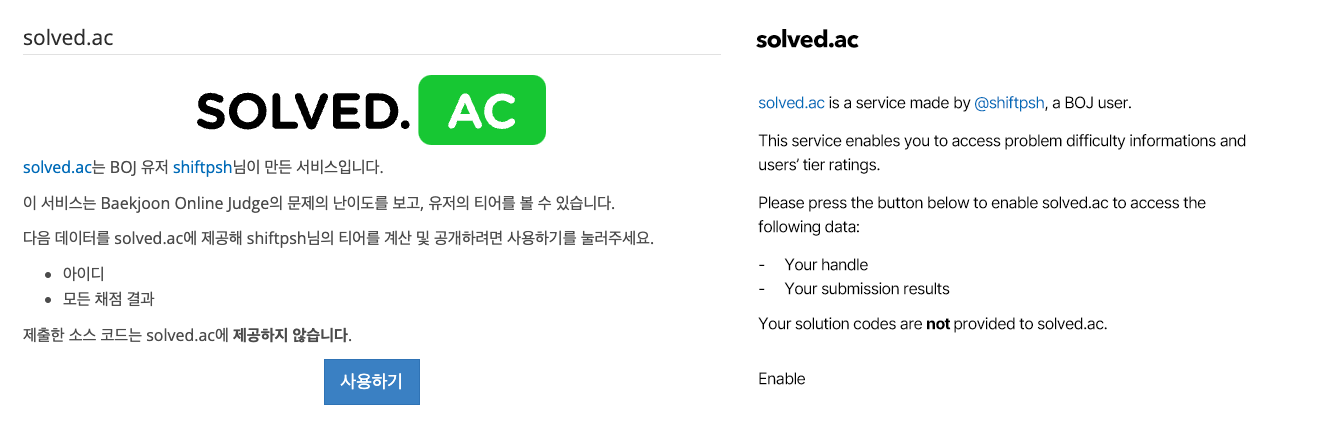 solved.ac
SOLVED.AC
solved.ac는 BOJ 유저 shiftpsh님이 만든 서비스입니다.
이 서비스는 Baekjoon Online Judge의 문제의 난이도를 보고, 유저의 티어를 볼 수 있습니다.
다음 데이터를 solved.ac에 제공해 shiftpsh님의 티어를 계산 및 공개하려면 사용하기를 눌러주세요.
• 아이디
• 모든 채점 결과
제출한 소스 코드는 solved.ac에 제공하지 않습니다.
사용하기
solved.ac
solved.ac is a service made by @shiftpsh, a BOJ user.
This service enables you to access problem difficulty informations and
users’ tier ratings.
Please press the button below to enable solved.ac to access the
following data:
- Your handle
- Your submission results
Your solution codes are not provided to solved.ac.
Enable